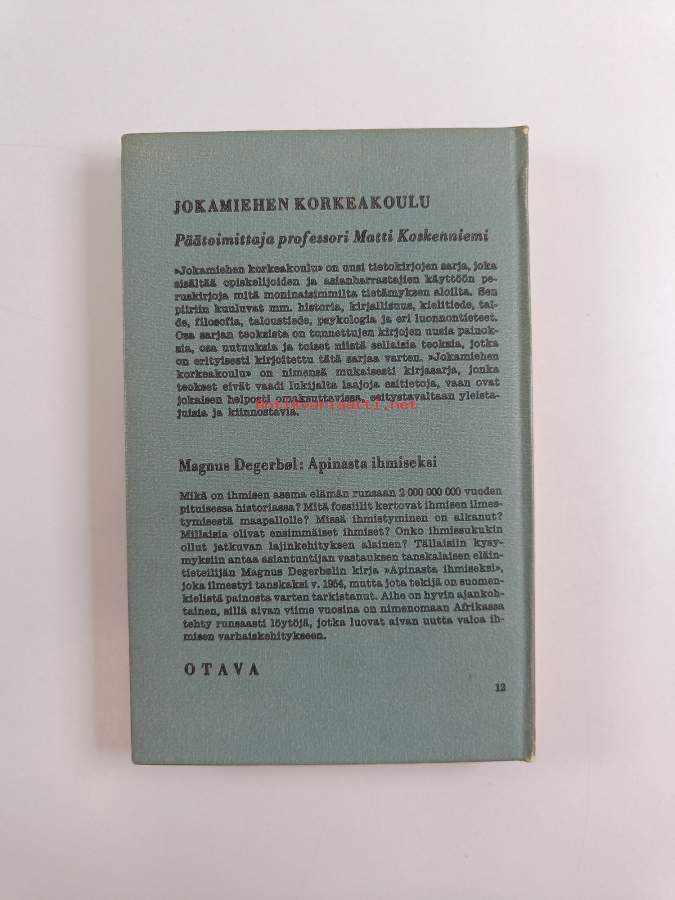 JOKAMIEHEN KORKEAKOULU
Päätoimittaja professori Matti Koskenniemi
»Jokamiehen korkeakoulu» on uusi tietokirjojen sarja, joka
sisältää opiskelijoiden ja asianharrastajien käyttöön pe-
ruskirjoja mitä moninaisimmilta tietämyksen aloilta. Sen
piiriin kuuluvat mm. historia, kirjallisuus, kielitiede, tai-
de, filosofia, taloustiede, psykologia ja eri luonnontieteet.
Osa sarjan teoksista on tunnettujen kirjojen uusia painok-
sia, osa uutuuksia ja toiset niistä sellaisia teoksia, jotka
on erityisesti kirjoitettu tätä sarjaa varten. »Jokamiehen
korkeakoulu» on nimensä mukaisesti kirjasarja, jonka
teokset eivät vaadi lukijalta laajoja esitietoja, vaan ovat
jokaisen helposti omaksuttavissa, esitystavaltaan yleista-
juisia ja kiinnostavia.
Antikvariaatti.net
Magnus Degerbøl: Apinasta ihmiseksi
Mikä on ihmisen asema elämän runsaan 2 000 000 000 vuoden
pituisessa historiassa? Mitä fossiilit kertovat ihmisen ilmes-
tymisestä maapallolle? Missä ihmistyminen on alkanut?
Millaisia olivat ensimmäiset ihmiset? Onko ihmissukukin
ollut jatkuvan lajinkehityksen alainen? Tällaisiin kysy-
myksiin antaa asiantuntijan vastauksen tanskalaisen eläin-
tieteilijän Magnus Degerbølin kirja »Apinasta ihmiseksi»,
joka ilmestyi tanskaksi v. 1954, mutta jota tekijä on suomen-
kielistä painosta varten tarkistanut. Aihe on hyvin ajankoh-
tainen, sillä aivan viime vuosina on nimenomaan Afrikassa
tehty runsaasti löytöjä, jotka luovat aivan uutta valoa ih-
misen varhaiskehitykseen.
OTAVA
12